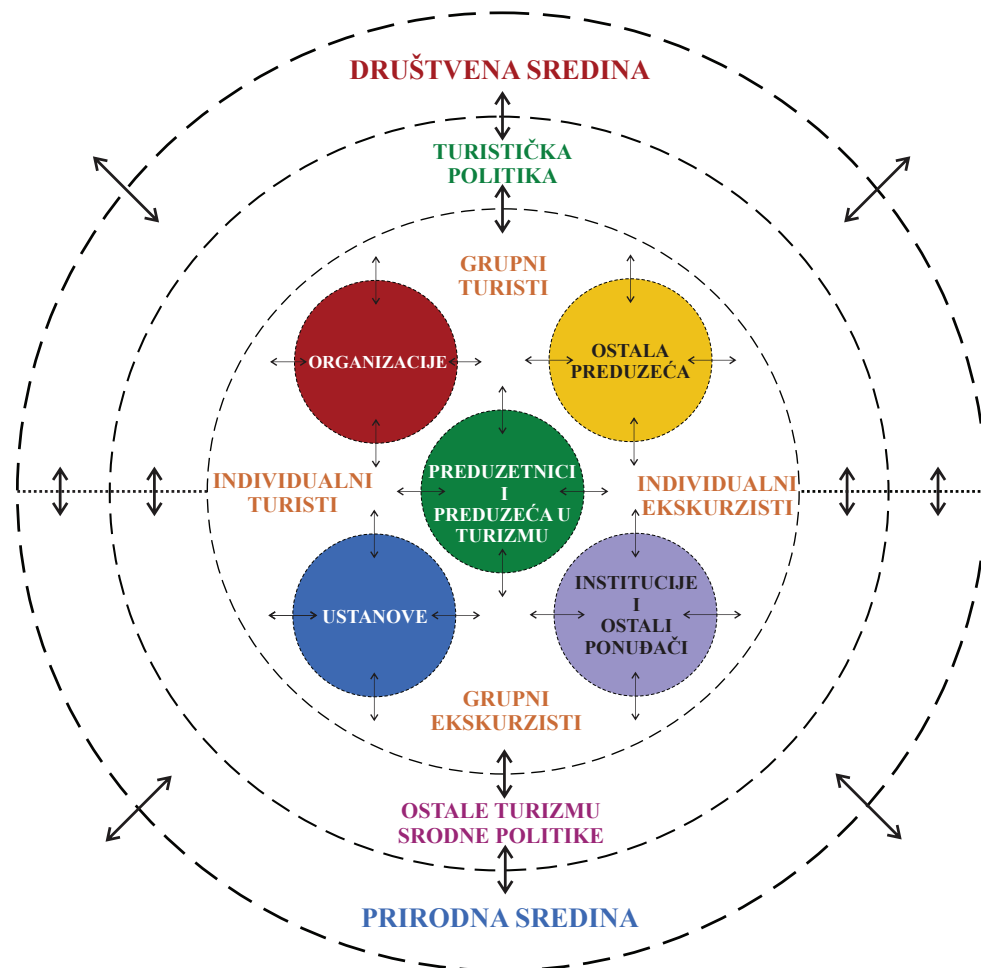 DRUŠTVENA SREDINA
TURISTIČKA
POLITIKA
GRUPNI
TURISTI
ORGANIZACIJE
OSTALA
PREDUZEĆA
INDIVIDUALNI
TURISTI
PREDUZETNICI
I
PREDUZEĆA U
TURIZMU
INDIVIDUALNI
EKSKURZISTI
USTANOVE
INSTITUCIJE
I
OSTALI
PONUĐAČI
GRUPNI
EKSKURZISTI
OSTALE TURIZMU
SRODNE POLITIKE
PRIRODNA SREDINA